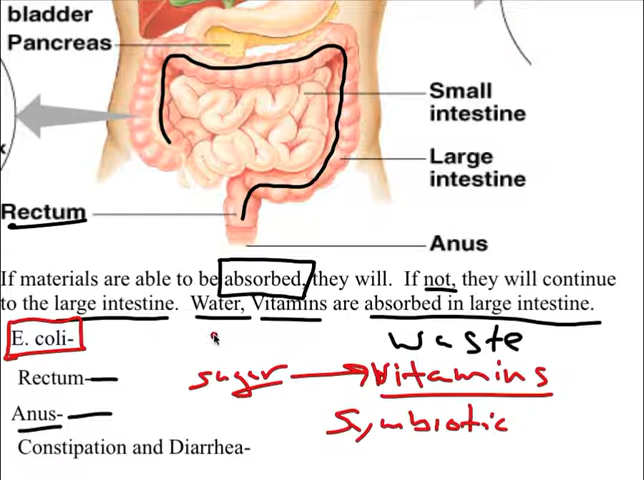 bladder
Pancreas
Small
intestine
Large
intestine
Rectum
Anus
If materials are able to be absorbed, they will.  If not, they will continue
to the large intestine.  Water, Vitamins are absorbed in large intestine.
E. coli-
waste
Rectum-
sugar → Vitamins
Anus-
Symbiotic
Constipation and Diarrhea-